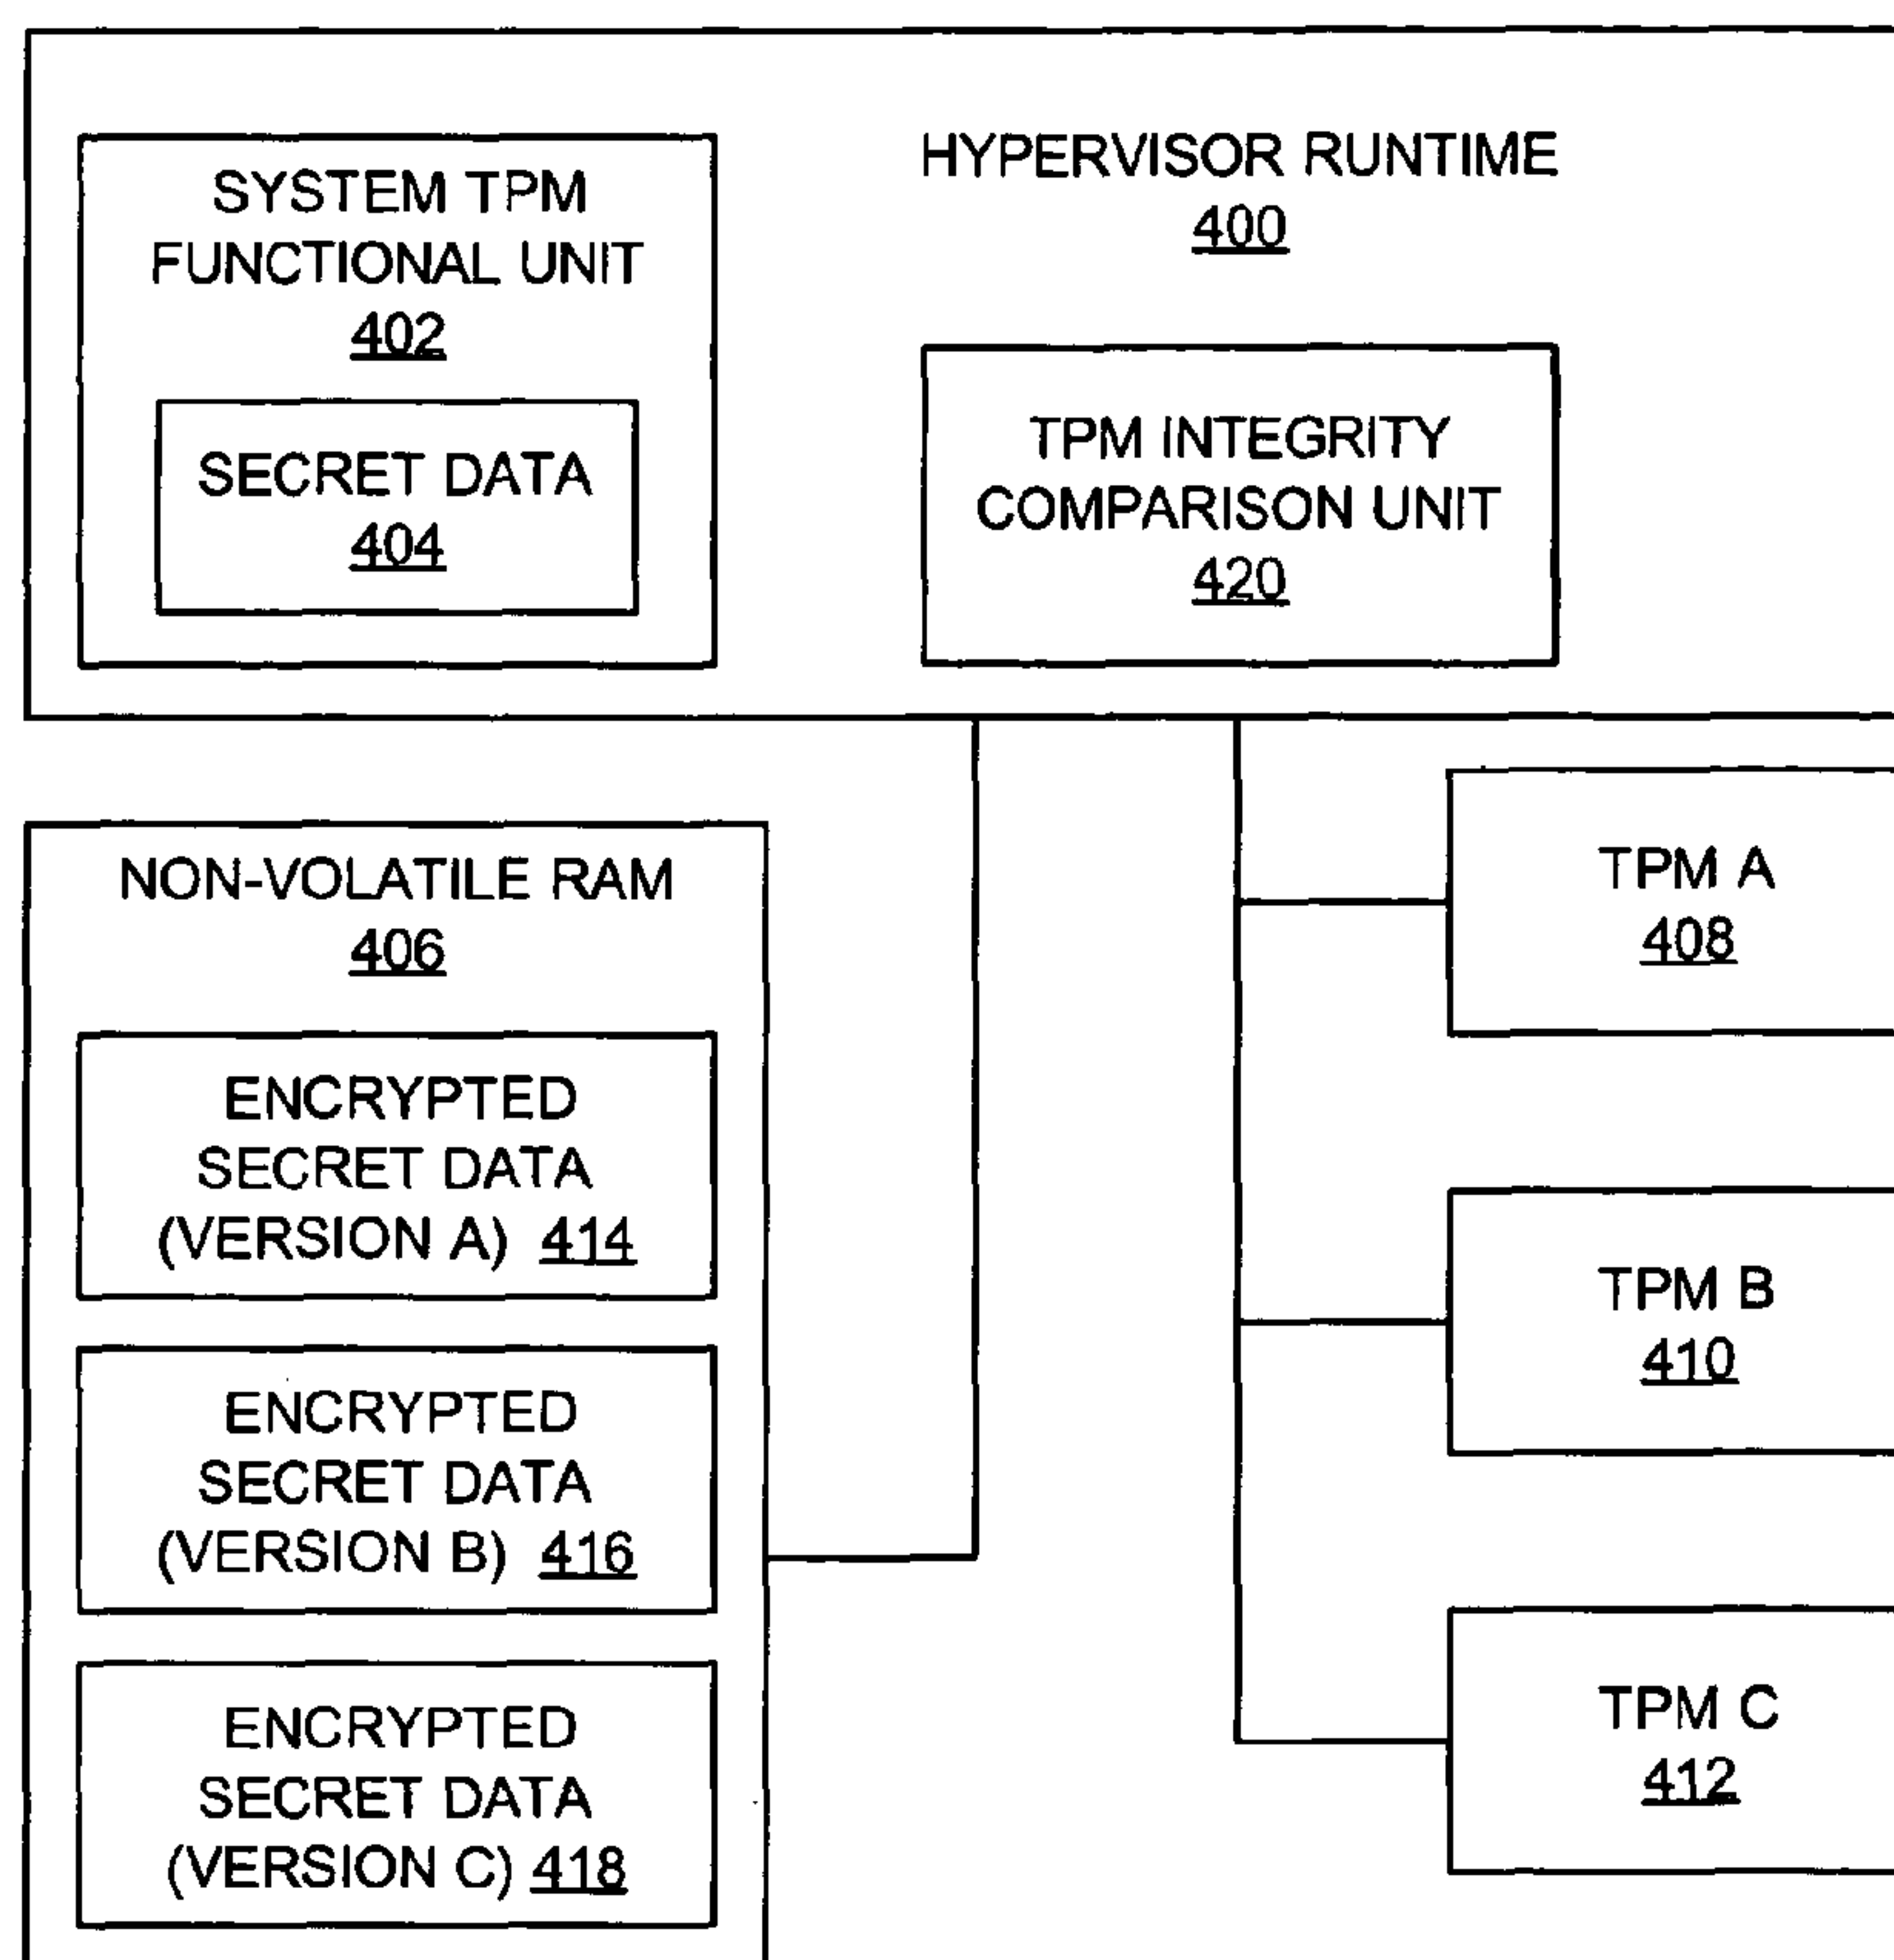 SYSTEM TPM
FUNCTIONAL UNIT
402
SECRET DATA
404
HYPERVISOR RUNTIME
400
TPM INTEGRITY
COMPARISON UNIT
420
NON-VOLATILE RAM
406
ENCRYPTED
SECRET DATA
(VERSION A) 414
ENCRYPTED
SECRET DATA
(VERSION B) 416
ENCRYPTED
SECRET DATA
(VERSION C) 418
TPM A
408
TPM B
410
TPM C
412